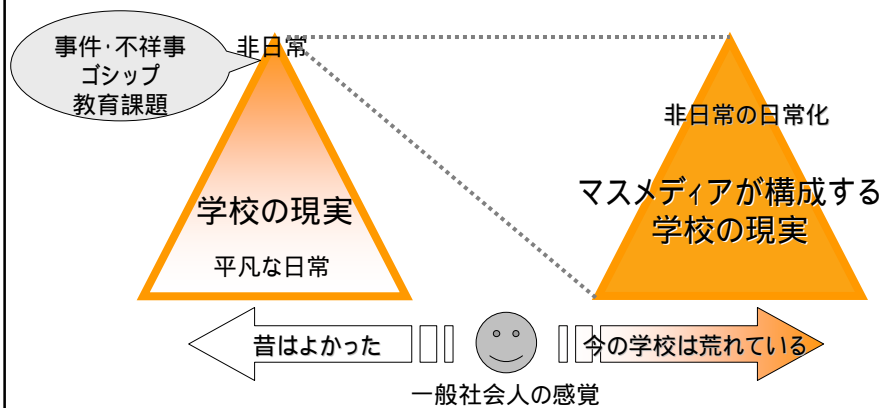 事件・不祥事
ゴシップ
教育課題
非日常
学校の現実
平凡な日常
非日常の日常化
マスメディアが構成する
学校の現実
昔はよかった
今の学校は荒れている
一般社会人の感覚